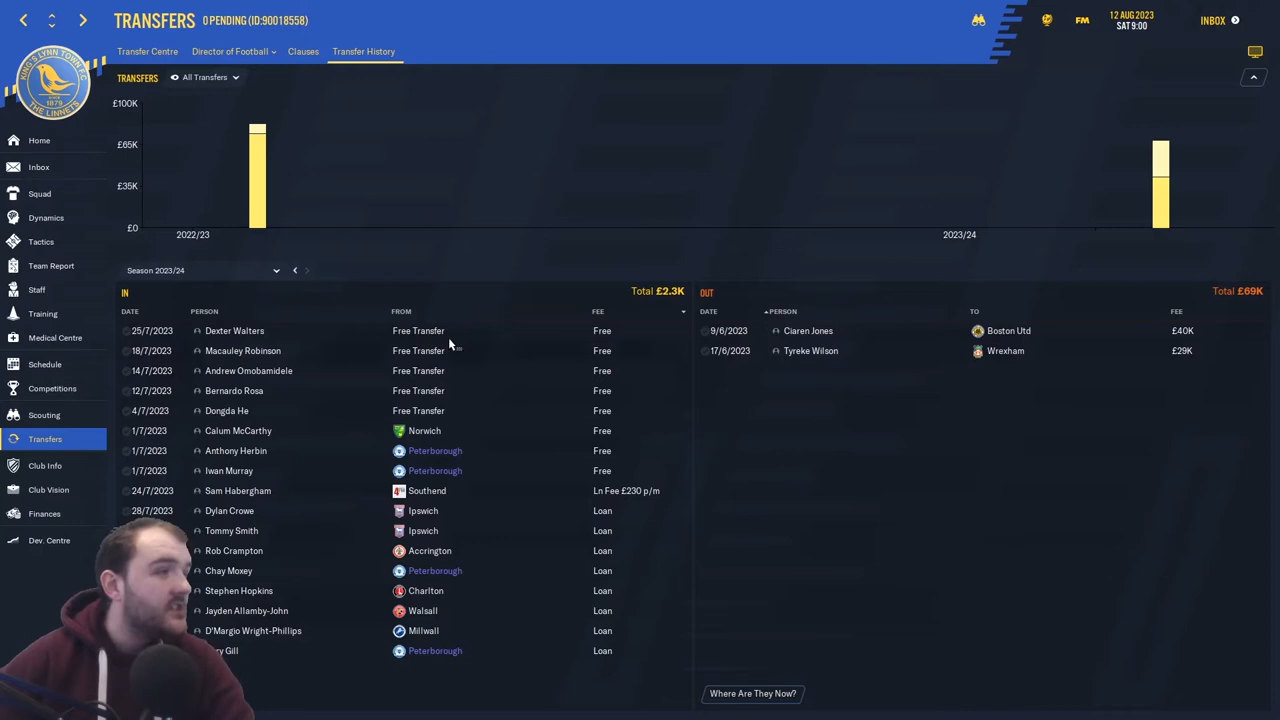 TRANSFERS 0 PENDING (ID:90018558)
FM
12 AUG 2023
SAT 9:00
INBOX
Transfer Centre Director of Football Clauses Transfer History
KING'S LYNN TOWN F.C.
SINCE
1879
THE LINNETS
TRANSFERS All Transfers
£100K
£65K
£35K
£0
2022/23 2023/24
Home
Inbox
Squad
Dynamics
Tactics
Team Report
Staff
Training
Medical Centre
Schedule
Competitions
Scouting
Transfers
Club Info
Club Vision
Finances
Dev. Centre
Season 2023/24
IN Total £2.3K
DATE PERSON FROM FEE
25/7/2023 Dexter Walters Free Transfer Free
18/7/2023 Macauley Robinson Free Transfer Free
14/7/2023 Andrew Omobamidele Free Transfer Free
12/7/2023 Bernardo Rosa Free Transfer Free
4/7/2023 Dongda He Free Transfer Free
1/7/2023 Calum McCarthy Norwich Free
1/7/2023 Anthony Herbin Peterborough Free
1/7/2023 Iwan Murray Peterborough Free
24/7/2023 Sam Habergham Southend Ln Fee £230 p/m
28/7/2023 Dylan Crowe Ipswich Loan
Tommy Smith Ipswich Loan
Rob Crampton Accrington Loan
Chay Moxey Peterborough Loan
Stephen Hopkins Charlton Loan
Jayden Allamby-John Walsall Loan
D'Margio Wright-Phillips Millwall Loan
Gill Peterborough Loan
OUT Total £69K
DATE PERSON TO FEE
9/6/2023 Ciaren Jones Boston Utd £40K
17/6/2023 Tyreke Wilson Wrexham £29K
Where Are They Now?